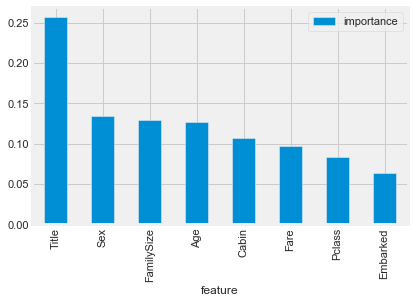 importance
0.25
0.20
0.15
0.10
0.05
0.00
Title
Sex
FamilySize
Age
Cabin
Fare
Pclass
Embarked
feature